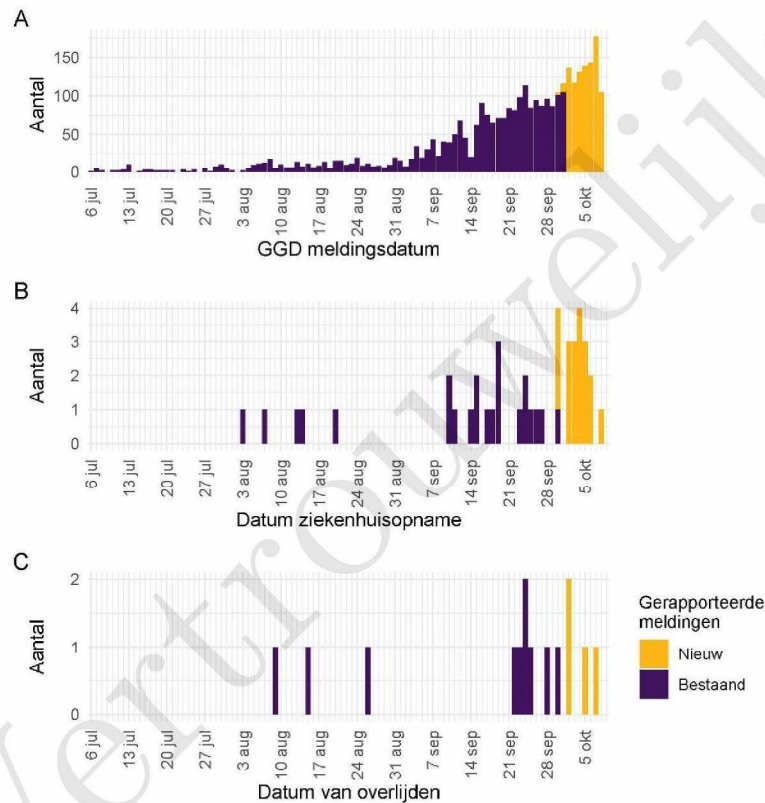 A
Aantal
150
100
50
0
6 jul
13 jul
20 jul
27 jul
3 aug
10 aug
17 aug
24 aug
31 aug
7 sep
14 sep
21 sep
28 sep
5 okt
GGD meldingsdatum
B
Aantal
4
3
2
1
0
6 jul
13 jul
20 jul
27 jul
3 aug
10 aug
17 aug
24 aug
31 aug
7 sep
14 sep
21 sep
28 sep
5 okt
Datum ziekenhuisopname
C
Aantal
2
1
0
6 jul
13 jul
20 jul
27 jul
3 aug
10 aug
17 aug
24 aug
31 aug
7 sep
14 sep
21 sep
28 sep
5 okt
Datum van overlijden
Gerapporteerde
meldingen
Nieuw
Bestaand
Vertrouwelijk